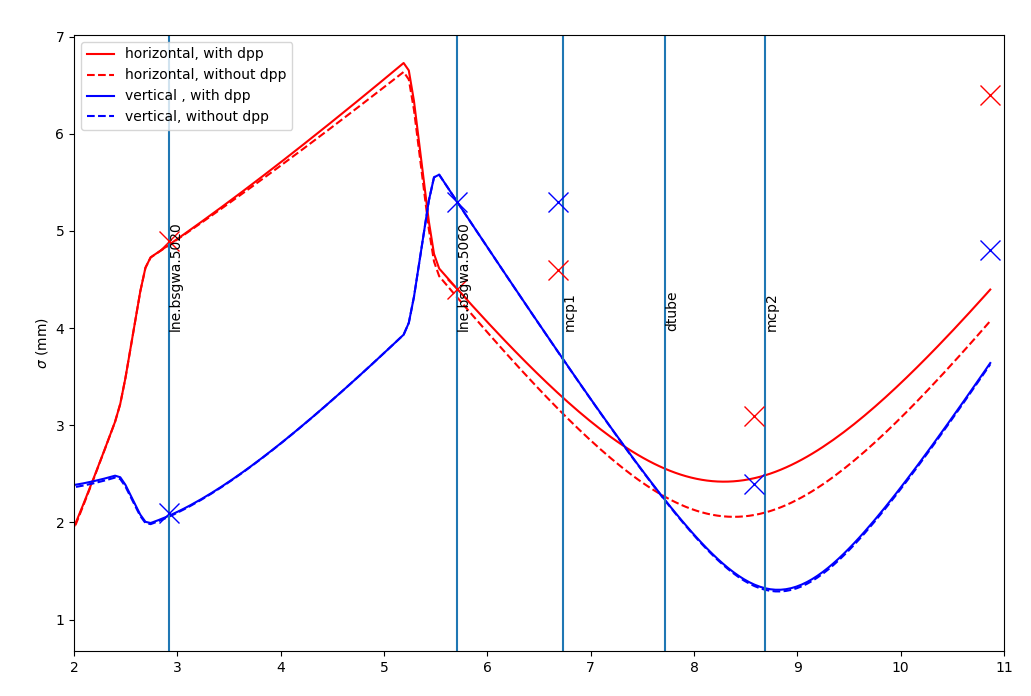 7
6
5
4
3
2
1
σ (mm)
horizontal, with dpp
horizontal, without dpp
vertical , with dpp
vertical, without dpp
lne.bsgwa.5020
lne.bsgwa.5060
mcp1
dtube
mcp2
2 3 4 5 6 7 8 9 10 11